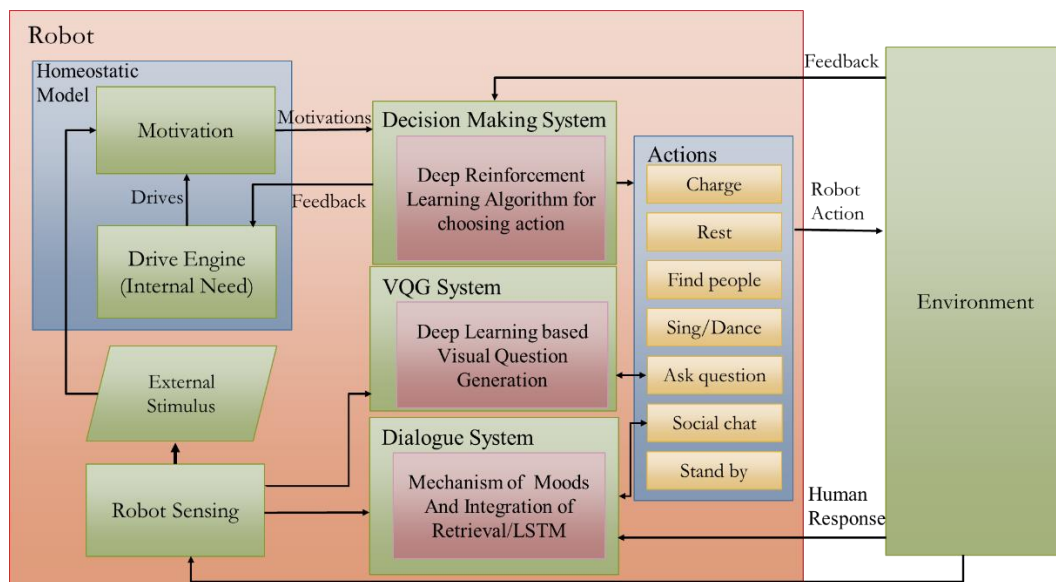 Robot
Homeostatic
Model
Motivation
Motivations
Drives
Feedback
Drive Engine
(Internal Need)
External
Stimulus
Robot Sensing
Decision Making System
Deep Reinforcement
Learning Algorithm for
choosing action
VQG System
Deep Learning based
Visual Question
Generation
Dialogue System
Mechanism of Moods
And Integration of
Retrieval/LSTM
Actions
Charge
Rest
Find people
Sing/Dance
Ask question
Social chat
Stand by
Feedback
Robot
Action
Human
Response
Environment